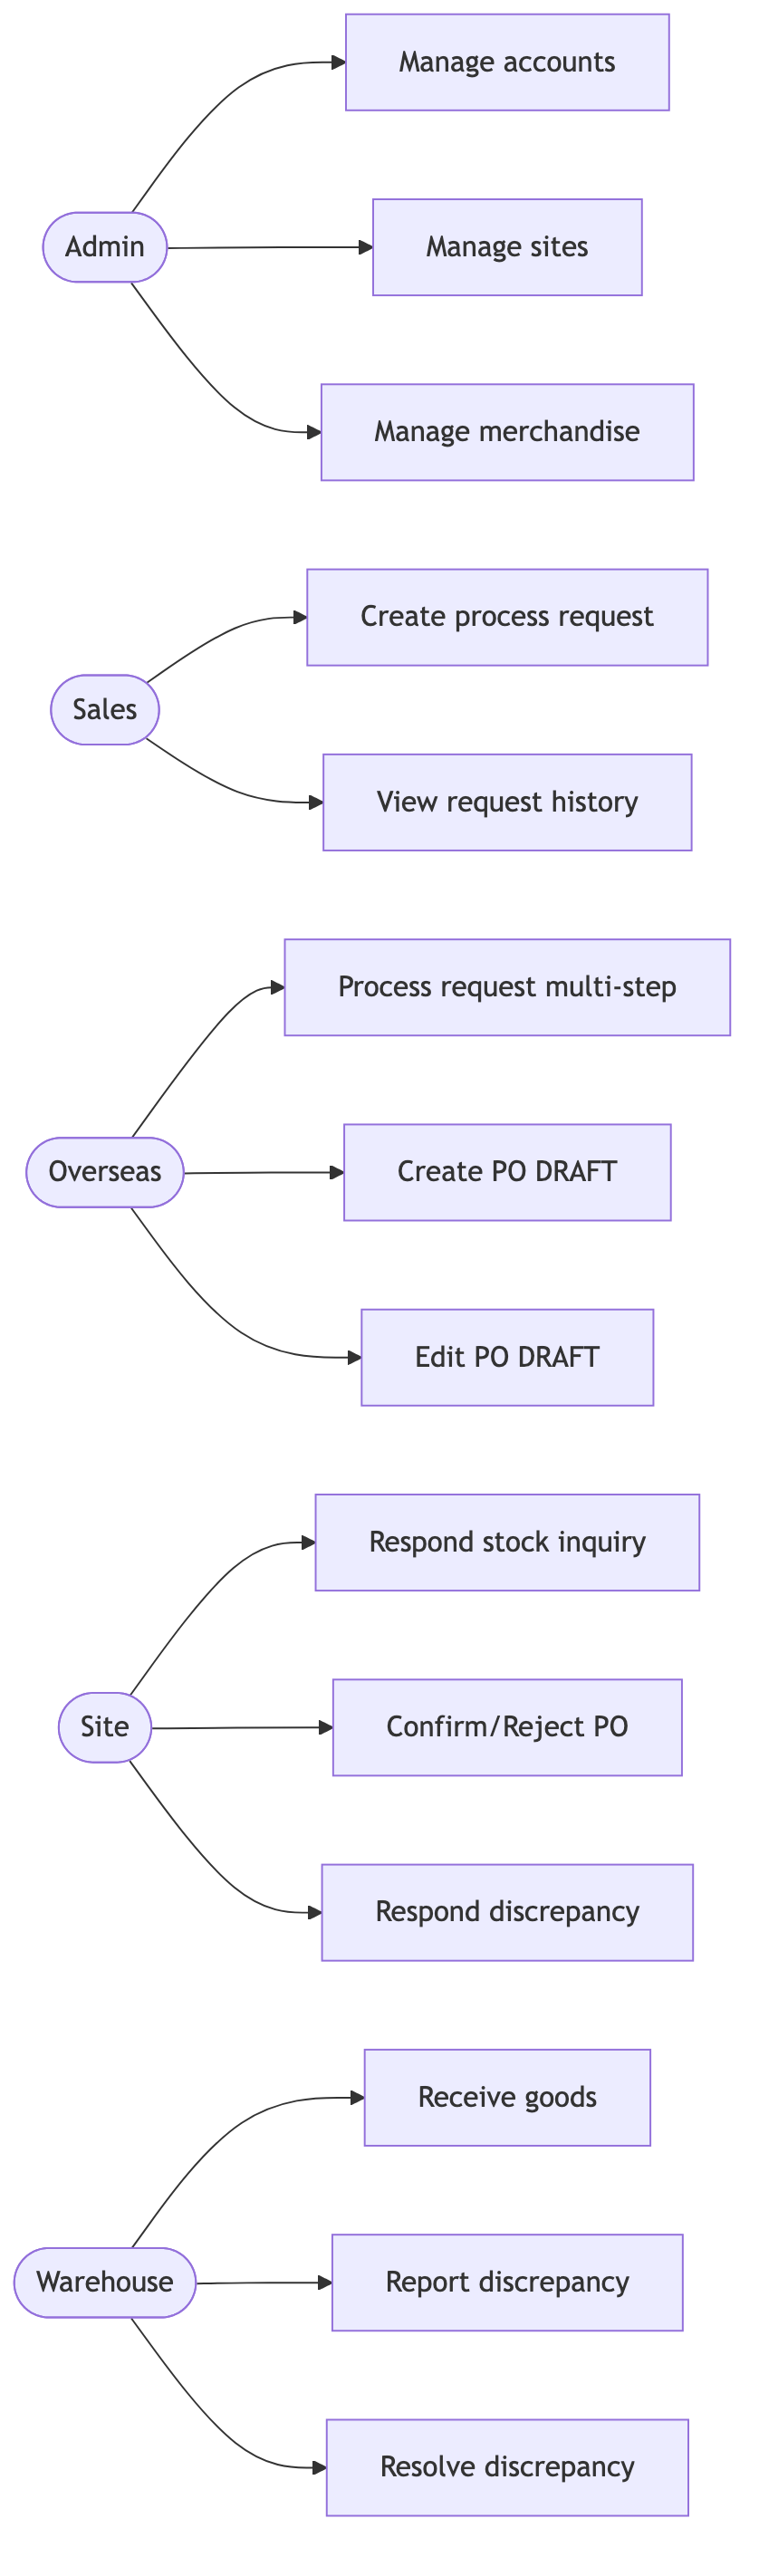 Manage accounts
Admin
Manage sites
Manage merchandise
Create process request
Sales
View request history
Process request multi-step
Overseas
Create PO DRAFT
Edit PO DRAFT
Respond stock inquiry
Site
Confirm/Reject PO
Respond discrepancy
Receive goods
Warehouse
Report discrepancy
Resolve discrepancy